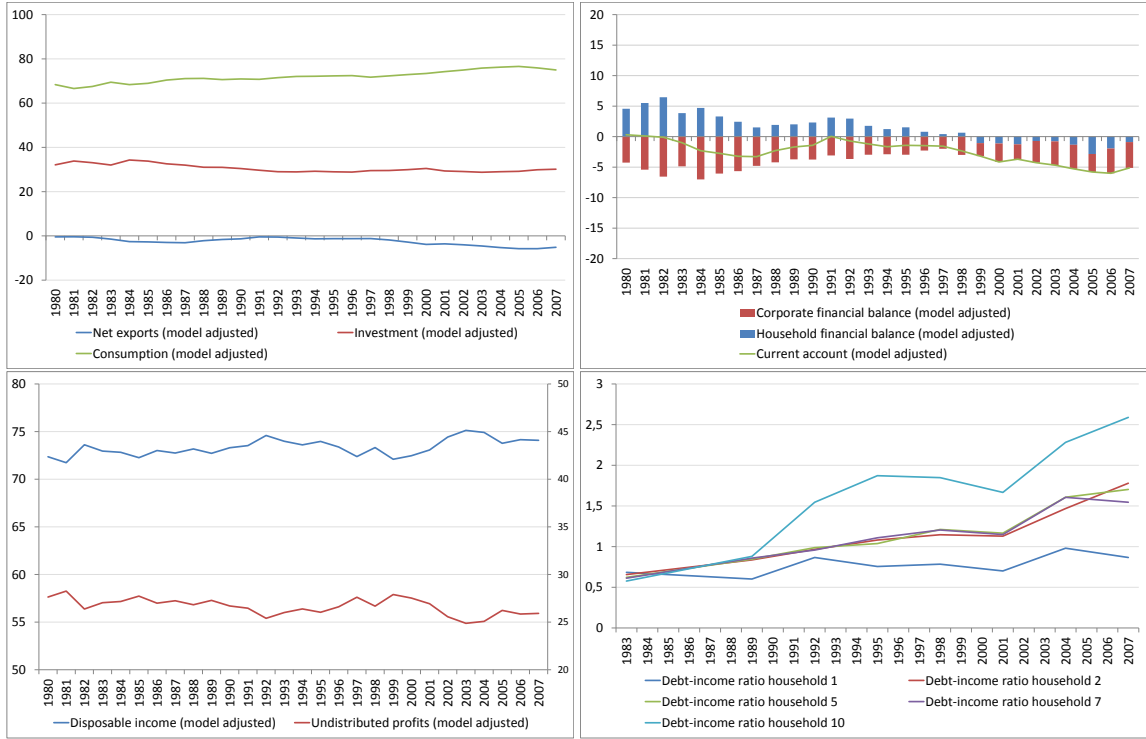 100
80
60
40
20
0
-20
1980 1981 1982 1983 1984 1985 1986 1987 1988 1989 1990 1991 1992 1993 1994 1995 1996 1997 1998 1999 2000 2001 2002 2003 2004 2005 2006 2007
Net exports (model adjusted) Investment (model adjusted)
Consumption (model adjusted)
20
15
10
5
0
-5
-10
-15
-20
1980 1981 1982 1983 1984 1985 1986 1987 1988 1989 1990 1991 1992 1993 1994 1995 1996 1997 1998 1999 2000 2001 2002 2003 2004 2005 2006 2007
Corporate financial balance (model adjusted)
Household financial balance (model adjusted)
Current account (model adjusted)
80 50
75 45
70 40
65 35
60 30
55 25
50 20
1980 1981 1982 1983 1984 1985 1986 1987 1988 1989 1990 1991 1992 1993 1994 1995 1996 1997 1998 1999 2000 2001 2002 2003 2004 2005 2006 2007
Disposable income (model adjusted) Undistributed profits (model adjusted)
3
2,5
2
1,5
1
0,5
0
1983 1984 1985 1986 1987 1988 1989 1990 1991 1992 1993 1994 1995 1996 1997 1998 1999 2000 2001 2002 2003 2004 2005 2006 2007
Debt-income ratio household 1 Debt-income ratio household 2
Debt-income ratio household 5 Debt-income ratio household 7
Debt-income ratio household 10